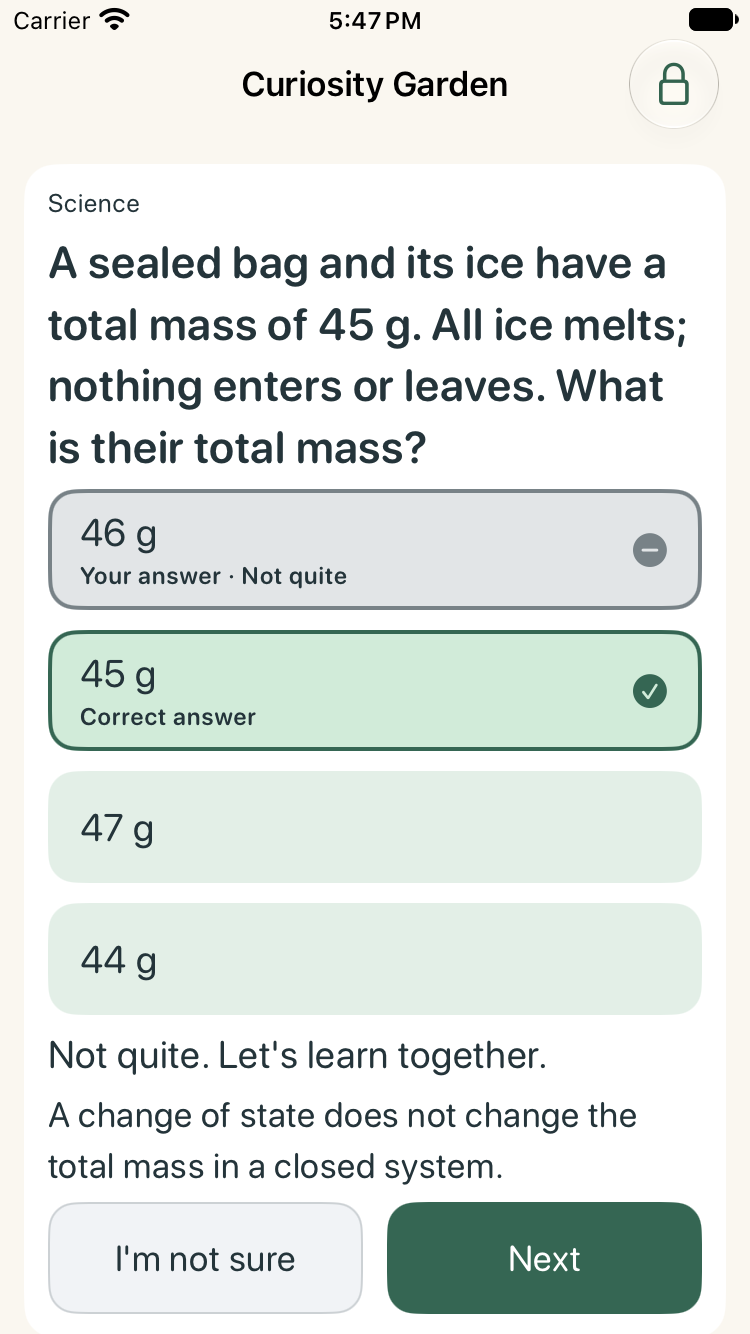 Carrier 5:47 PM
Curiosity Garden
Science
A sealed bag and its ice have a
total mass of 45 g. All ice melts;
nothing enters or leaves. What
is their total mass?
46 g
Your answer · Not quite
45 g
Correct answer
47 g
44 g
Not quite. Let's learn together.
A change of state does not change the
total mass in a closed system.
I'm not sure
Next